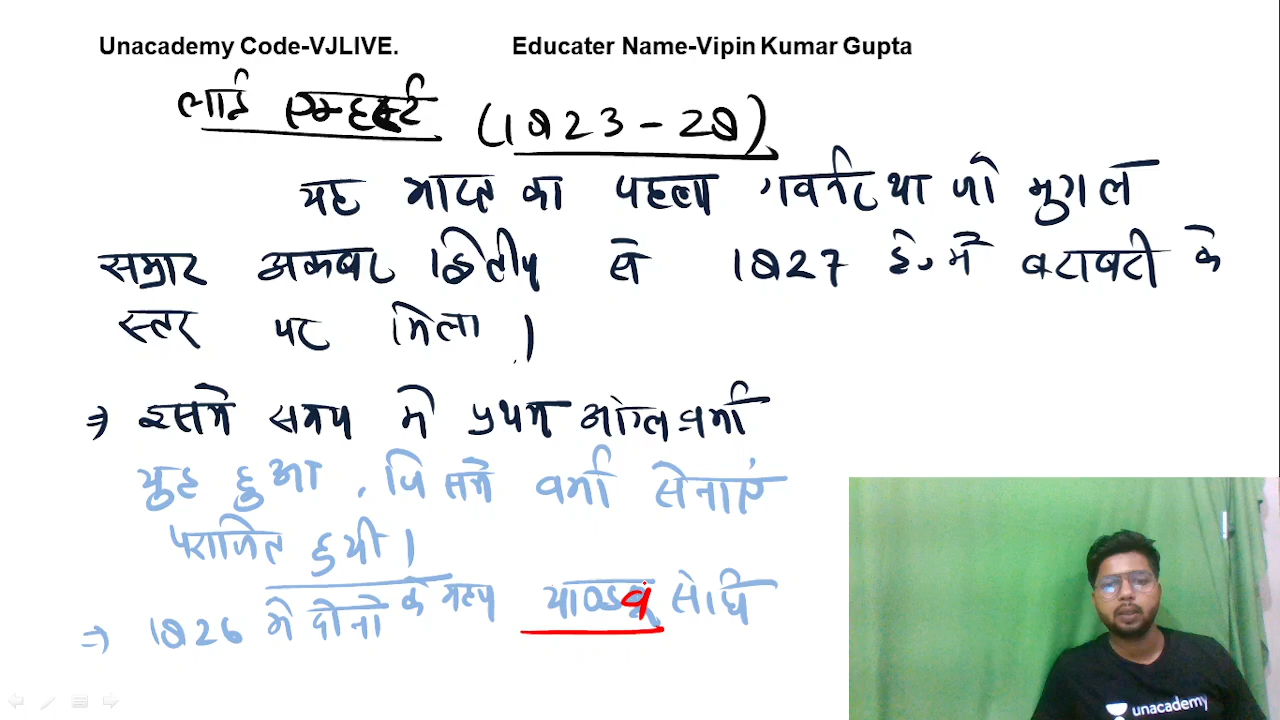 Unacademy Code-VJLIVE. Educater Name-Vipin Kumar Gupta
लार्ड एम्हर्स्ट (1823-28)
यह भारत का पहला गवर्नर था जो मुगल
सम्राट अकबर द्वितीय से 1827 ई. में बराबरी के
स्तर पर मिला।
⇒ इसके समय में प्रथम आंग्ल बर्मा
युद्ध हुआ, जिसमें बर्मा सेनाएं
पराजित हुयी।
⇒ 1826 में दोनों के मध्य संधि
unacademy